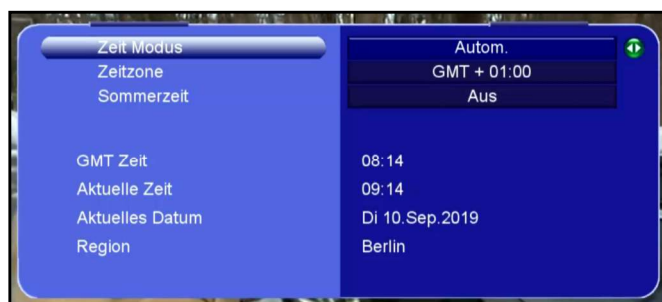 Zeit Modus Autom.
Zeitzone GMT + 01:00
Sommerzeit Aus
GMT Zeit 08:14
Aktuelle Zeit 09:14
Aktuelles Datum Di 10.Sep.2019
Region Berlin